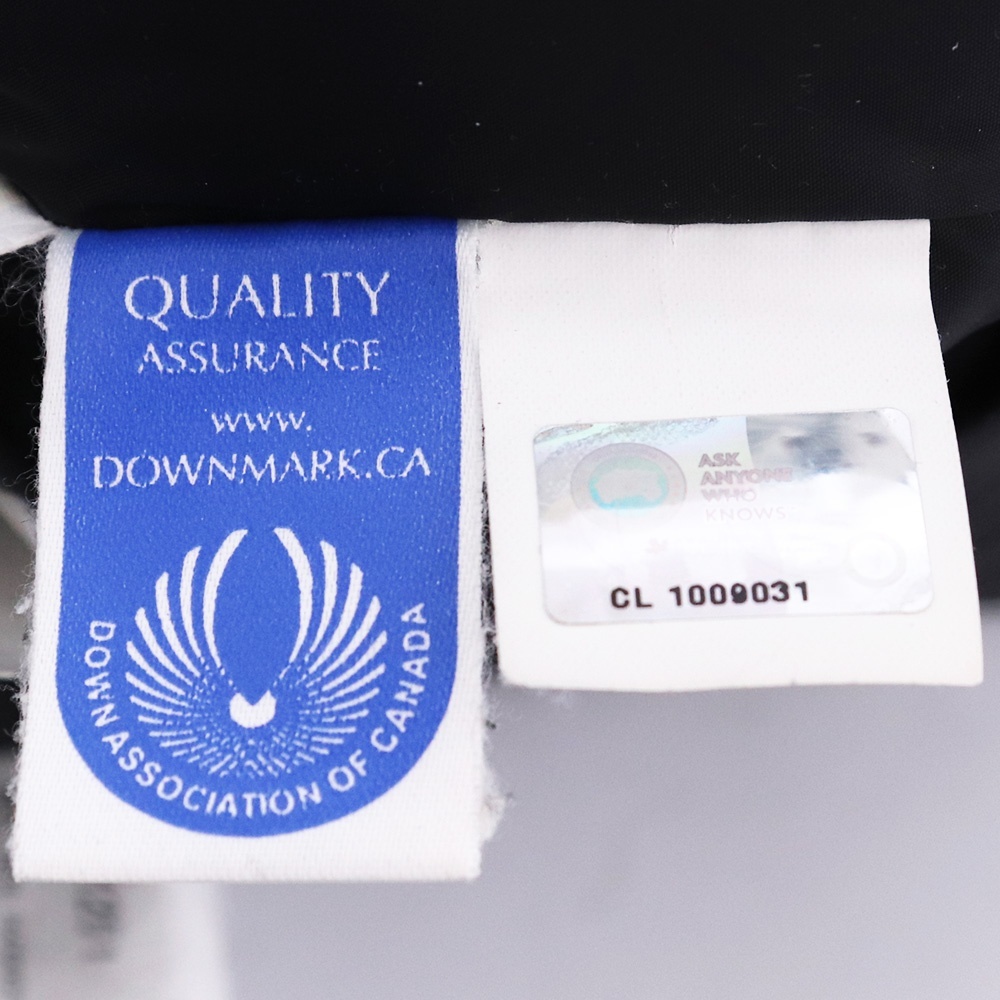 QUALITY
ASSURANCE
www.
DOWNMARK.CA
DOWN ASSOCIATION OF CANADA
ASK
ANYONE
WHO
KNOWS
CL 1009031